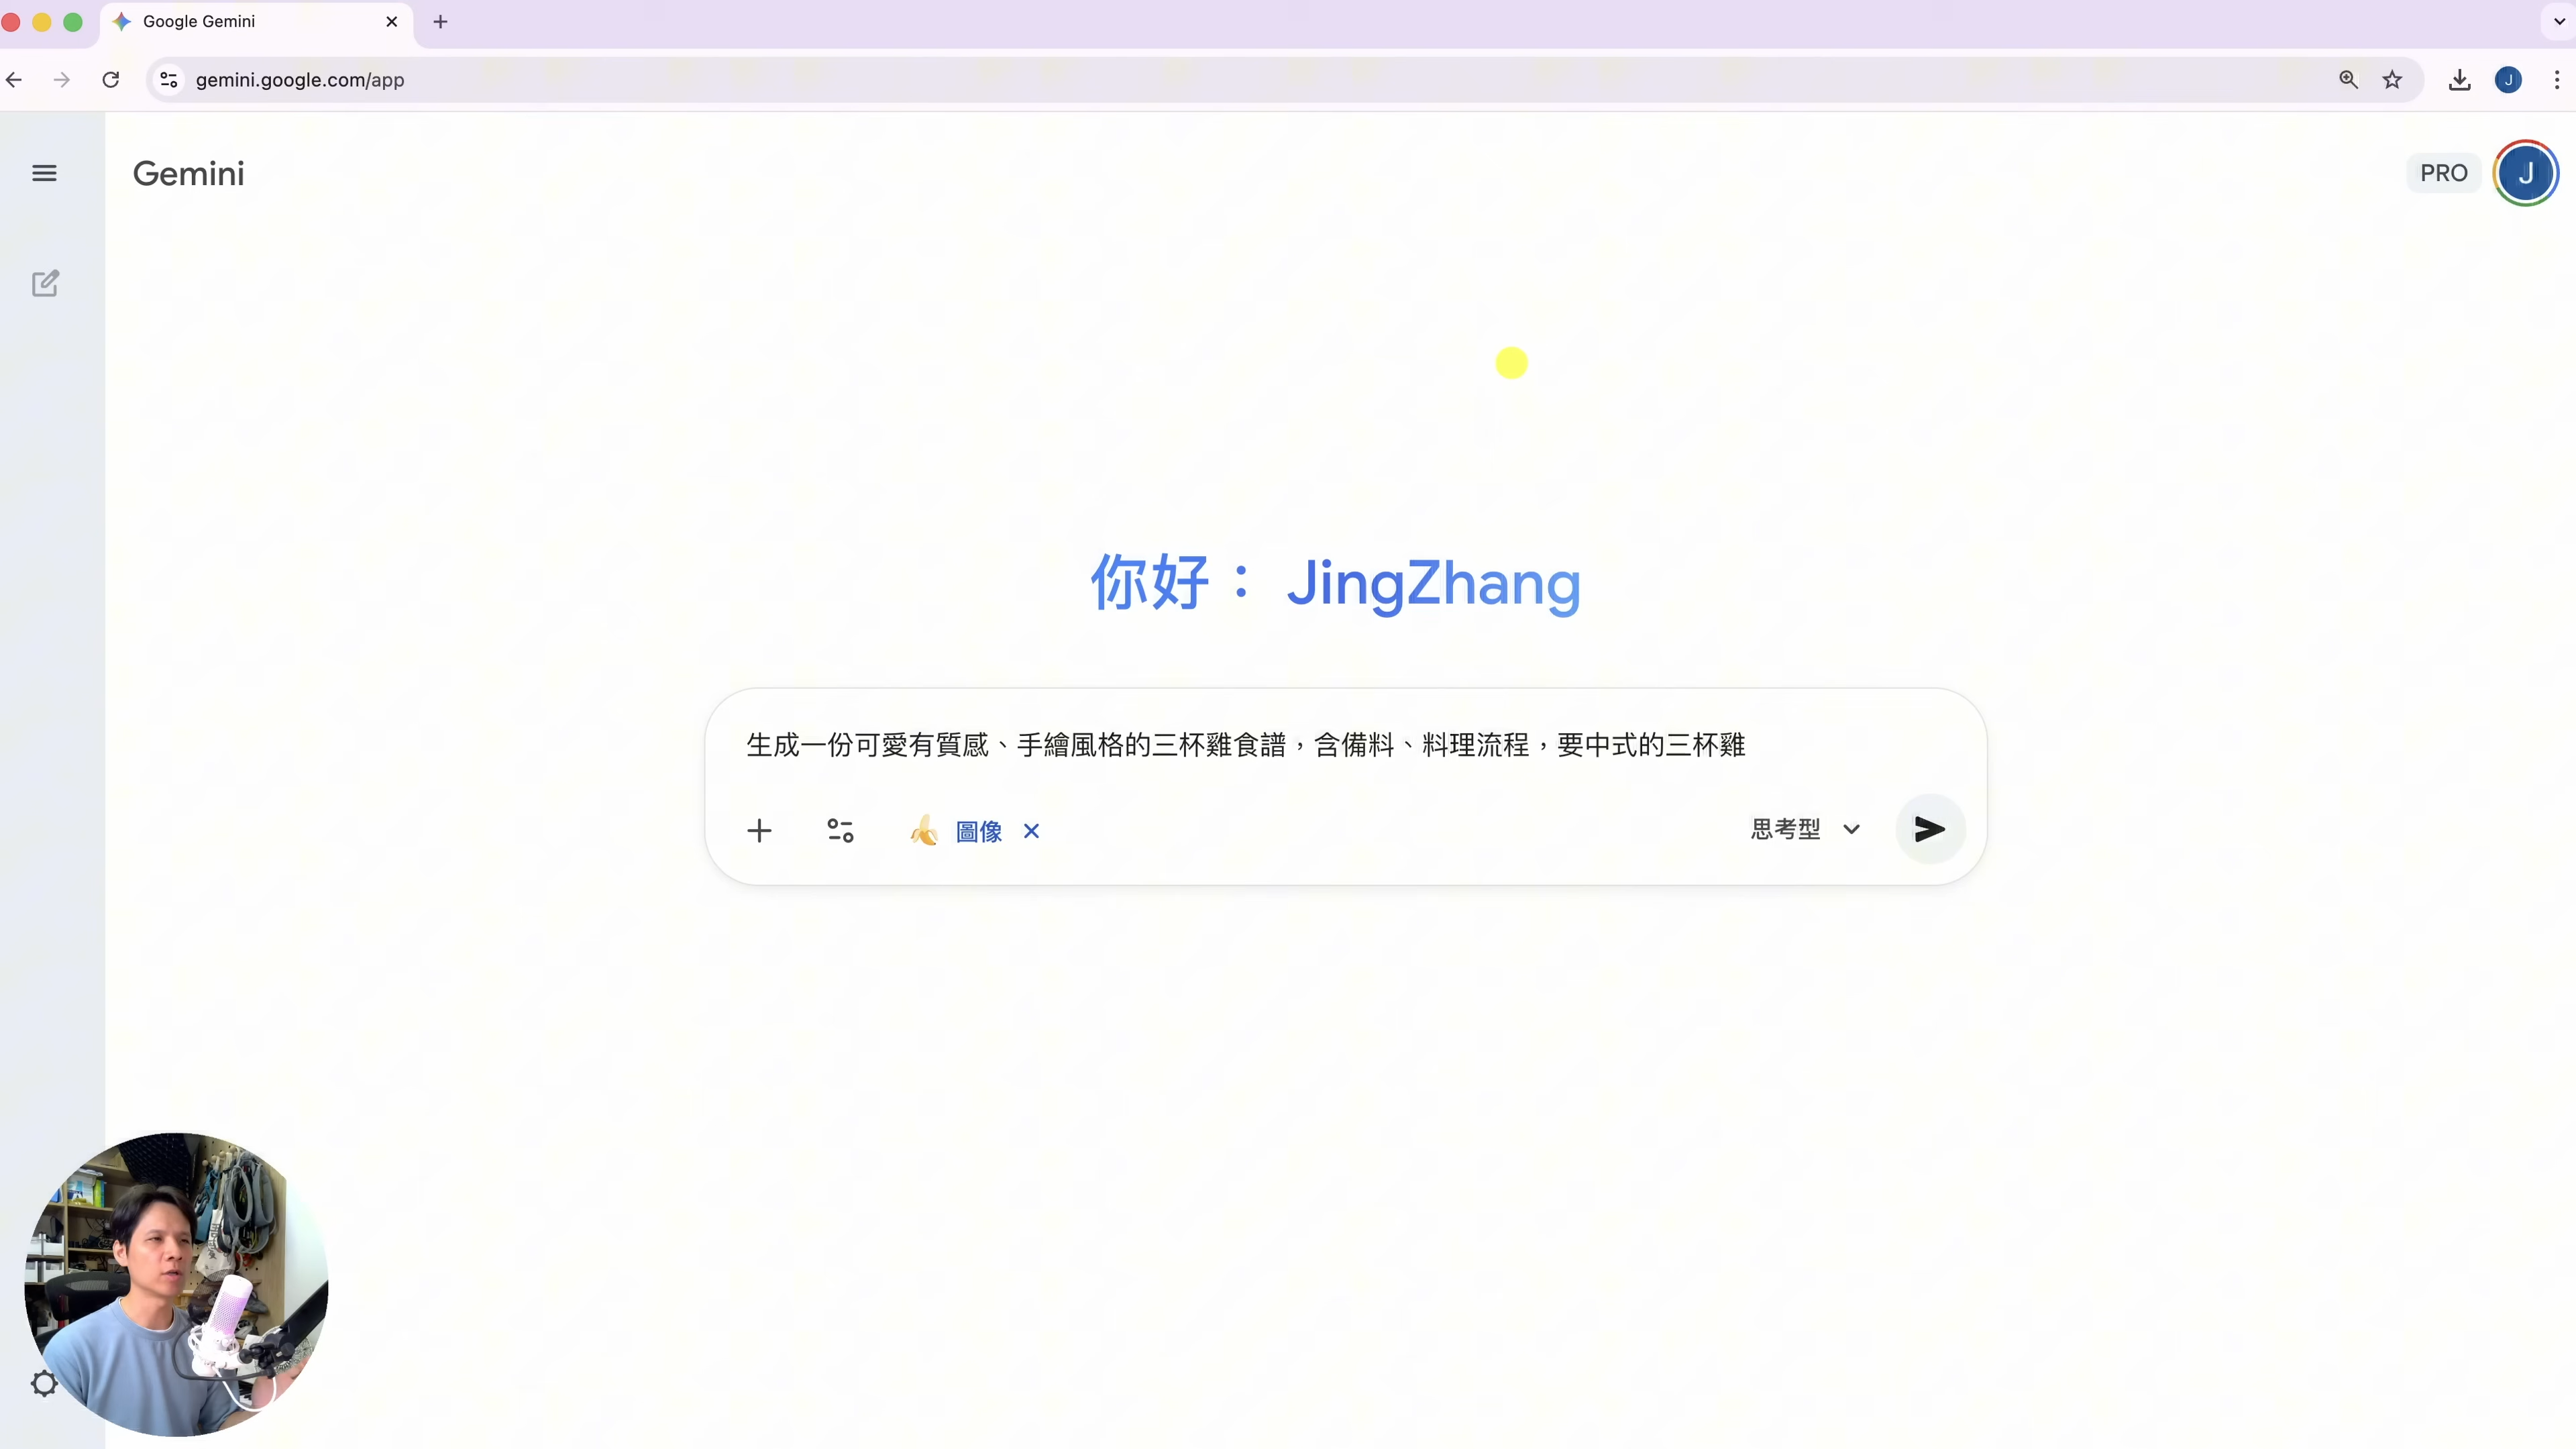 Google Gemini
gemini.google.com/app
J
Gemini
PRO
J
你好： JingZhang
生成一份可愛有質感、手繪風格的三杯雞食譜，含備料、料理流程，要中式的三杯雞
圖像
思考型